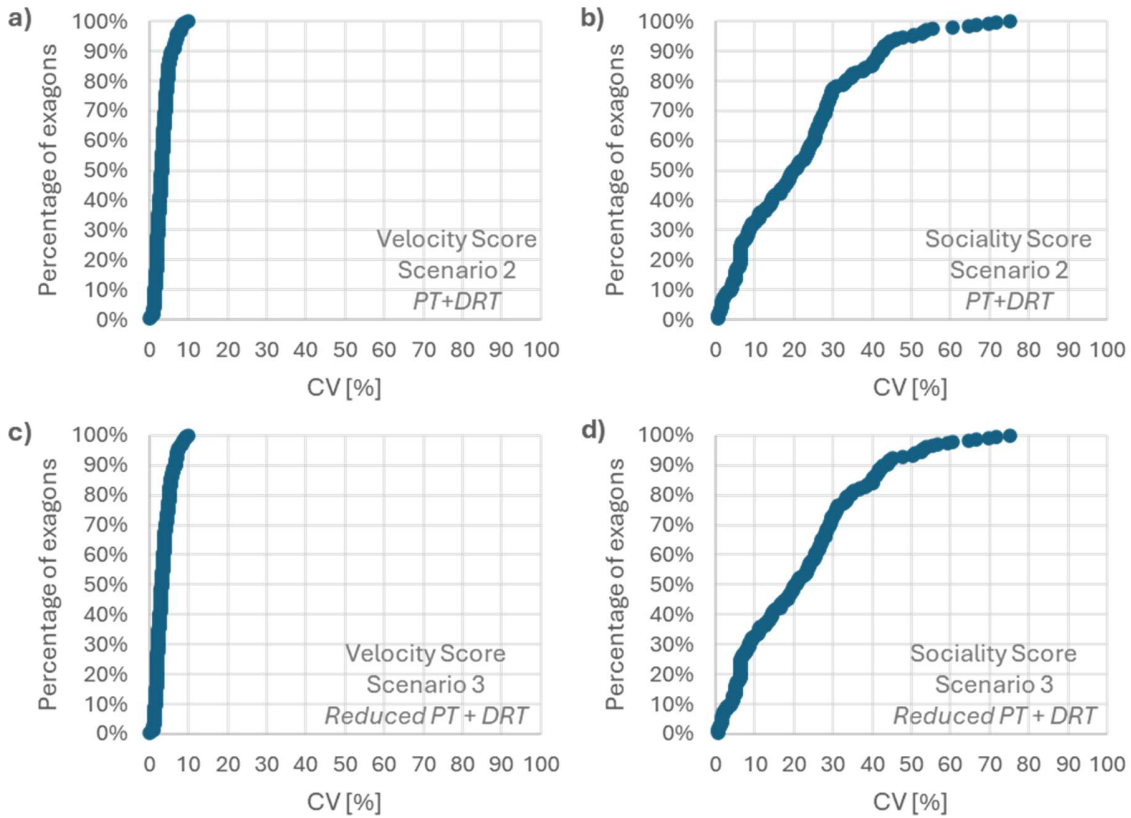 a)
Percentage of exagons
100%
90%
80%
70%
60%
50%
40%
30%
20%
10%
0%
Velocity Score
Scenario 2
PT+DRT
0 10 20 30 40 50 60 70 80 90 100
CV [%]
b)
Percentage of exagons
100%
90%
80%
70%
60%
50%
40%
30%
20%
10%
0%
Sociality Score
Scenario 2
PT+DRT
0 10 20 30 40 50 60 70 80 90 100
CV [%]
c)
Percentage of exagons
100%
90%
80%
70%
60%
50%
40%
30%
20%
10%
0%
Velocity Score
Scenario 3
Reduced PT + DRT
0 10 20 30 40 50 60 70 80 90 100
CV [%]
d)
Percentage of exagons
100%
90%
80%
70%
60%
50%
40%
30%
20%
10%
0%
Sociality Score
Scenario 3
Reduced PT + DRT
0 10 20 30 40 50 60 70 80 90 100
CV [%]